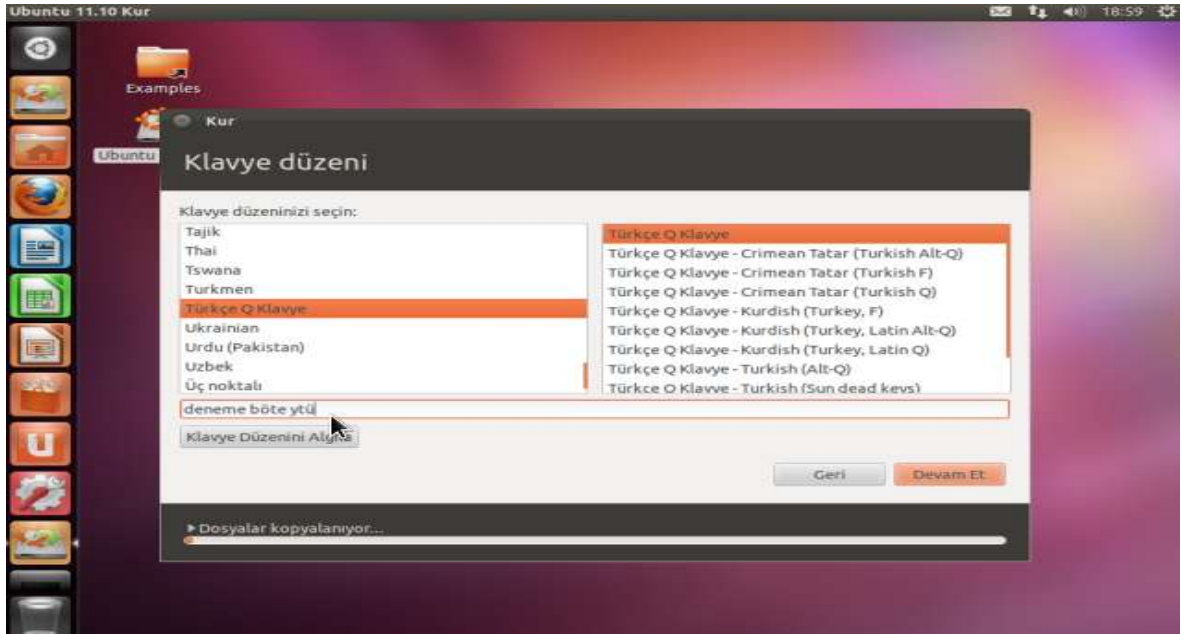 Ubuntu 11.10 Kur
18:59
Examples
Ubuntu
Kur
Klavye düzeni
Klavye düzeninizi seçin:
Tajik
Thai
Tswana
Turkmen
Türkçe Q Klavye
Ukrainian
Urdu (Pakistan)
Uzbek
Üç noktalı
Türkçe Q Klavye
Türkçe Q Klavye - Crimean Tatar (Turkish Alt-Q)
Türkçe Q Klavye - Crimean Tatar (Turkish F)
Türkçe Q Klavye - Crimean Tatar (Turkish Q)
Türkçe Q Klavye - Kurdish (Turkey, F)
Türkçe Q Klavye - Kurdish (Turkey, Latin Alt-Q)
Türkçe Q Klavye - Kurdish (Turkey, Latin Q)
Türkçe Q Klavye - Turkish (Alt-Q)
Türkçe Q Klavye - Turkish (Sun dead keys)
deneme böte ytü
Klavye Düzenini Algıla
Geri
Devam Et
Dosyalar kopyalanıyor...